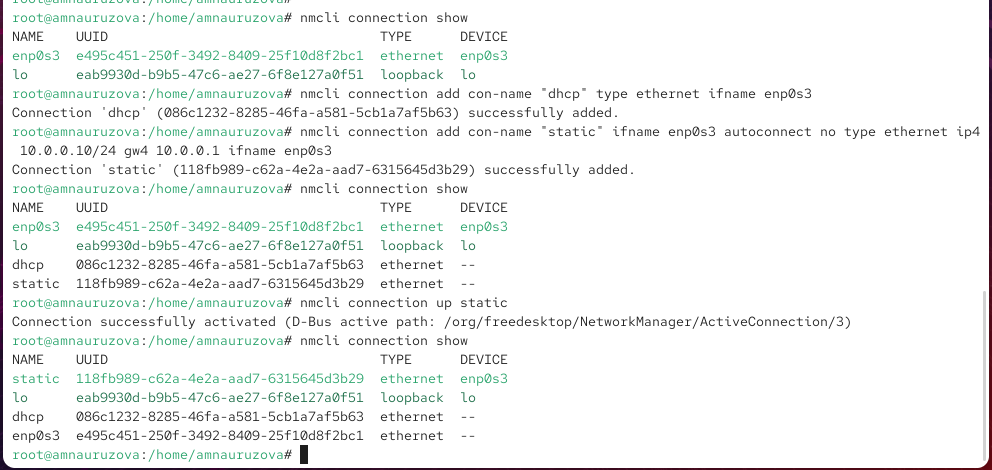 root@amnauruzova:/home/amnauruzova# nmcli connection show
NAME    UUID                                  TYPE      DEVICE
enp0s3  e495c451-250f-3492-8409-25f10d8f2bc1  ethernet  enp0s3
lo      eab9930d-b9b5-47c6-ae27-6f8e127a0f51  loopback  lo
root@amnauruzova:/home/amnauruzova# nmcli connection add con-name "dhcp" type ethernet ifname enp0s3
Connection 'dhcp' (086c1232-8285-46fa-a581-5cb1a7af5b63) successfully added.
root@amnauruzova:/home/amnauruzova# nmcli connection add con-name "static" ifname enp0s3 autoconnect no type ethernet ip4
 10.0.0.10/24 gw4 10.0.0.1 ifname enp0s3
Connection 'static' (118fb989-c62a-4e2a-aad7-6315645d3b29) successfully added.
root@amnauruzova:/home/amnauruzova# nmcli connection show
NAME    UUID                                  TYPE      DEVICE
enp0s3  e495c451-250f-3492-8409-25f10d8f2bc1  ethernet  enp0s3
lo      eab9930d-b9b5-47c6-ae27-6f8e127a0f51  loopback  lo
dhcp    086c1232-8285-46fa-a581-5cb1a7af5b63  ethernet  --
static  118fb989-c62a-4e2a-aad7-6315645d3b29  ethernet  --
root@amnauruzova:/home/amnauruzova# nmcli connection up static
Connection successfully activated (D-Bus active path: /org/freedesktop/NetworkManager/ActiveConnection/3)
root@amnauruzova:/home/amnauruzova# nmcli connection show
NAME    UUID                                  TYPE      DEVICE
static  118fb989-c62a-4e2a-aad7-6315645d3b29  ethernet  enp0s3
lo      eab9930d-b9b5-47c6-ae27-6f8e127a0f51  loopback  lo
dhcp    086c1232-8285-46fa-a581-5cb1a7af5b63  ethernet  --
enp0s3  e495c451-250f-3492-8409-25f10d8f2bc1  ethernet  --
root@amnauruzova:/home/amnauruzova#